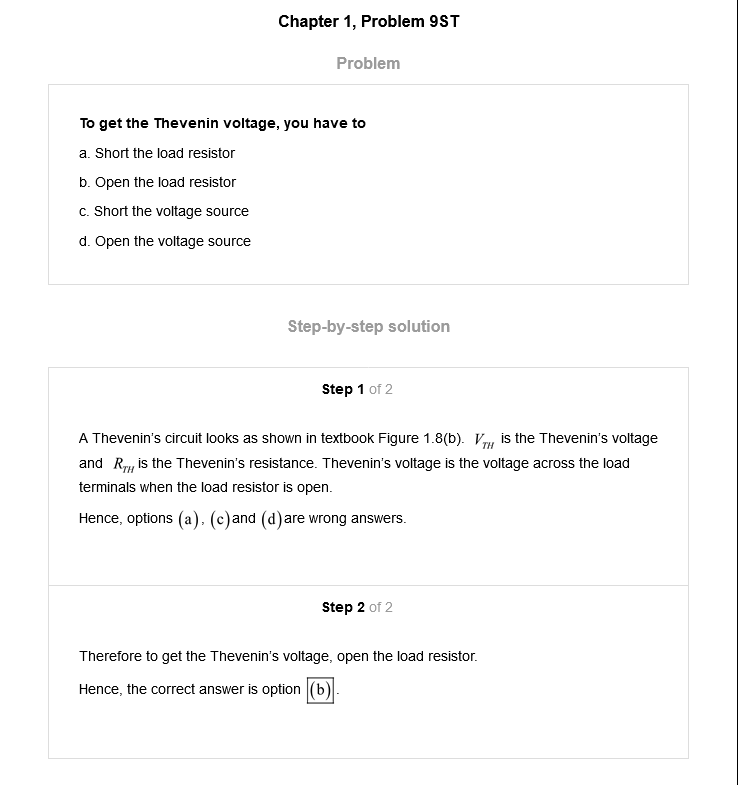 Chapter 1, Problem 9ST
Problem
To get the Thevenin voltage, you have to
a. Short the load resistor
b. Open the load resistor
c. Short the voltage source
d. Open the voltage source
Step-by-step solution
Step 1 of 2
A Thevenin's circuit looks as shown in textbook Figure 1.8(b). V_TH is the Thevenin's voltage
and R_TH is the Thevenin's resistance. Thevenin's voltage is the voltage across the load
terminals when the load resistor is open.
Hence, options (a), (c) and (d) are wrong answers.
Step 2 of 2
Therefore to get the Thevenin's voltage, open the load resistor.
Hence, the correct answer is option (b).